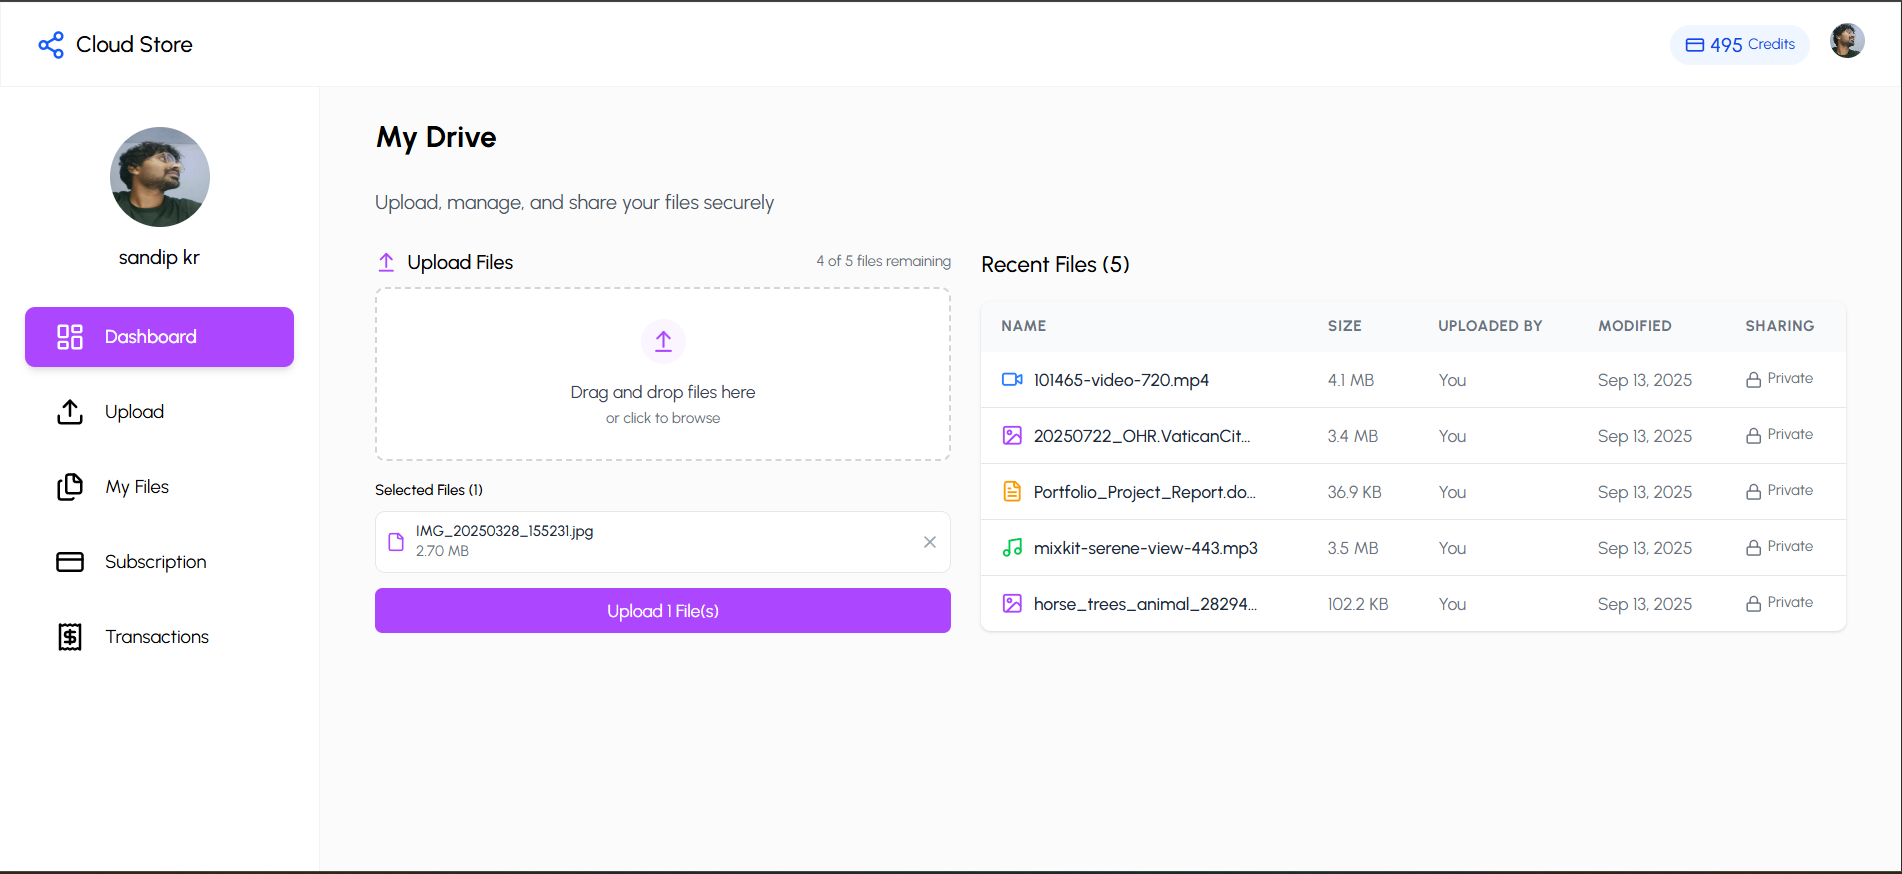 Cloud Store
495 Credits
sandip kr
Dashboard
Upload
My Files
Subscription
Transactions
My Drive
Upload, manage, and share your files securely
Upload Files
4 of 5 files remaining
Drag and drop files here
or click to browse
Selected Files (1)
IMG_20250328_155231.jpg
2.70 MB
Upload 1 File(s)
Recent Files (5)
NAME SIZE UPLOADED BY MODIFIED SHARING
101465-video-720.mp4 4.1 MB You Sep 13, 2025 Private
20250722_OHR.VaticanCit... 3.4 MB You Sep 13, 2025 Private
Portfolio_Project_Report.do... 36.9 KB You Sep 13, 2025 Private
mixkit-serene-view-443.mp3 3.5 MB You Sep 13, 2025 Private
horse_trees_animal_28294... 102.2 KB You Sep 13, 2025 Private